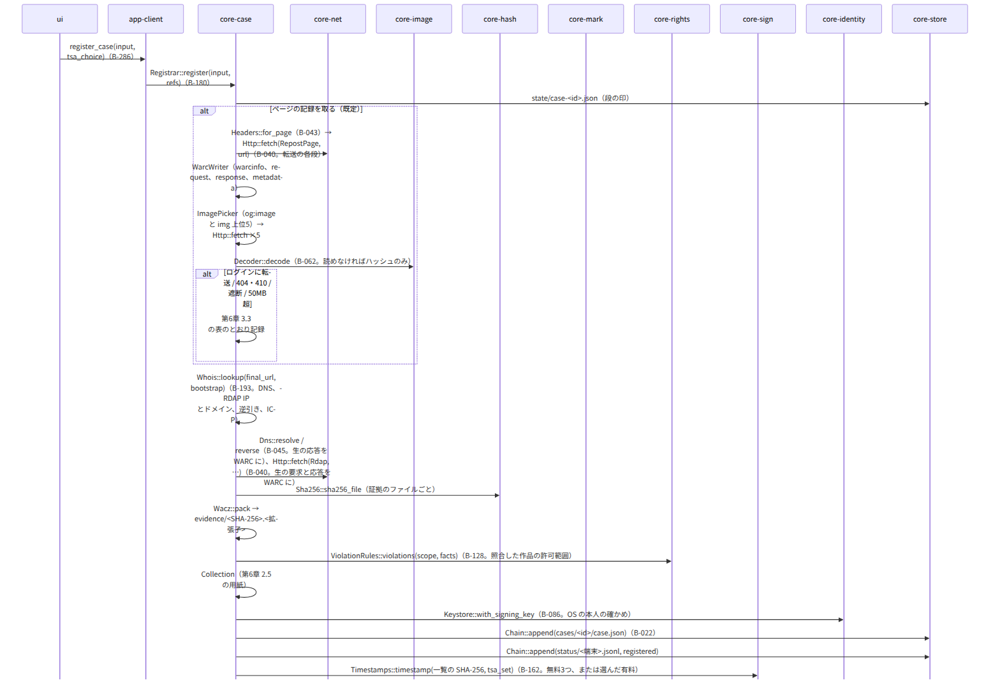 ui
app-client
core-case
core-net
core-image
core-hash
core-mark
core-rights
core-sign
core-identity
core-store
register_case(input,
tsa_choice)（B-286）
Registrar::register(input,
refs)（B-180）
state/case-<id>.json（段の印）
alt
[ページの記録を取る（既定）]
Headers::for_page（B-043）→
Http::fetch(RepostPage,
url)（B-040。転送の各段）
WarcWriter（warcinfo、re-
quest、response、metadat-
a）
ImagePicker（og:image
と img 上位5）→
Http::fetch ×5
Decoder::decode（B-062。読めなければハッシュのみ）
alt
[ログインに転-
送 / 404・410 /
遮断 / 50MB
超]
第6章 3.3
の表のとおり記録
Whois::lookup(final_url,
bootstrap)（B-193。DNS、-
RDAP IP
とドメイン、逆引き、IC-
P）
Dns::resolve /
reverse（B-045。生の応答を
WARC に）、Http::fetch(Rdap,
…)（B-040。生の要求と応答を
WARC に）
Sha256::sha256_file（証拠のファイルごと）
Wacz::pack →
evidence/<SHA-256>.<拡-
張子>
ViolationRules::violations(scope, facts)（B-128。照合した作品の許可範囲）
Collection（第6章 2.5
の用紙）
Keystore::with_signing_key（B-086。OS の本人の確かめ）
Chain::append(cases/<id>/case.json)（B-022）
Chain::append(status/<端末>.jsonl, registered)
Timestamps::timestamp(一覧の SHA-256, tsa_set)（B-162。無料3つ、または選んだ有料）